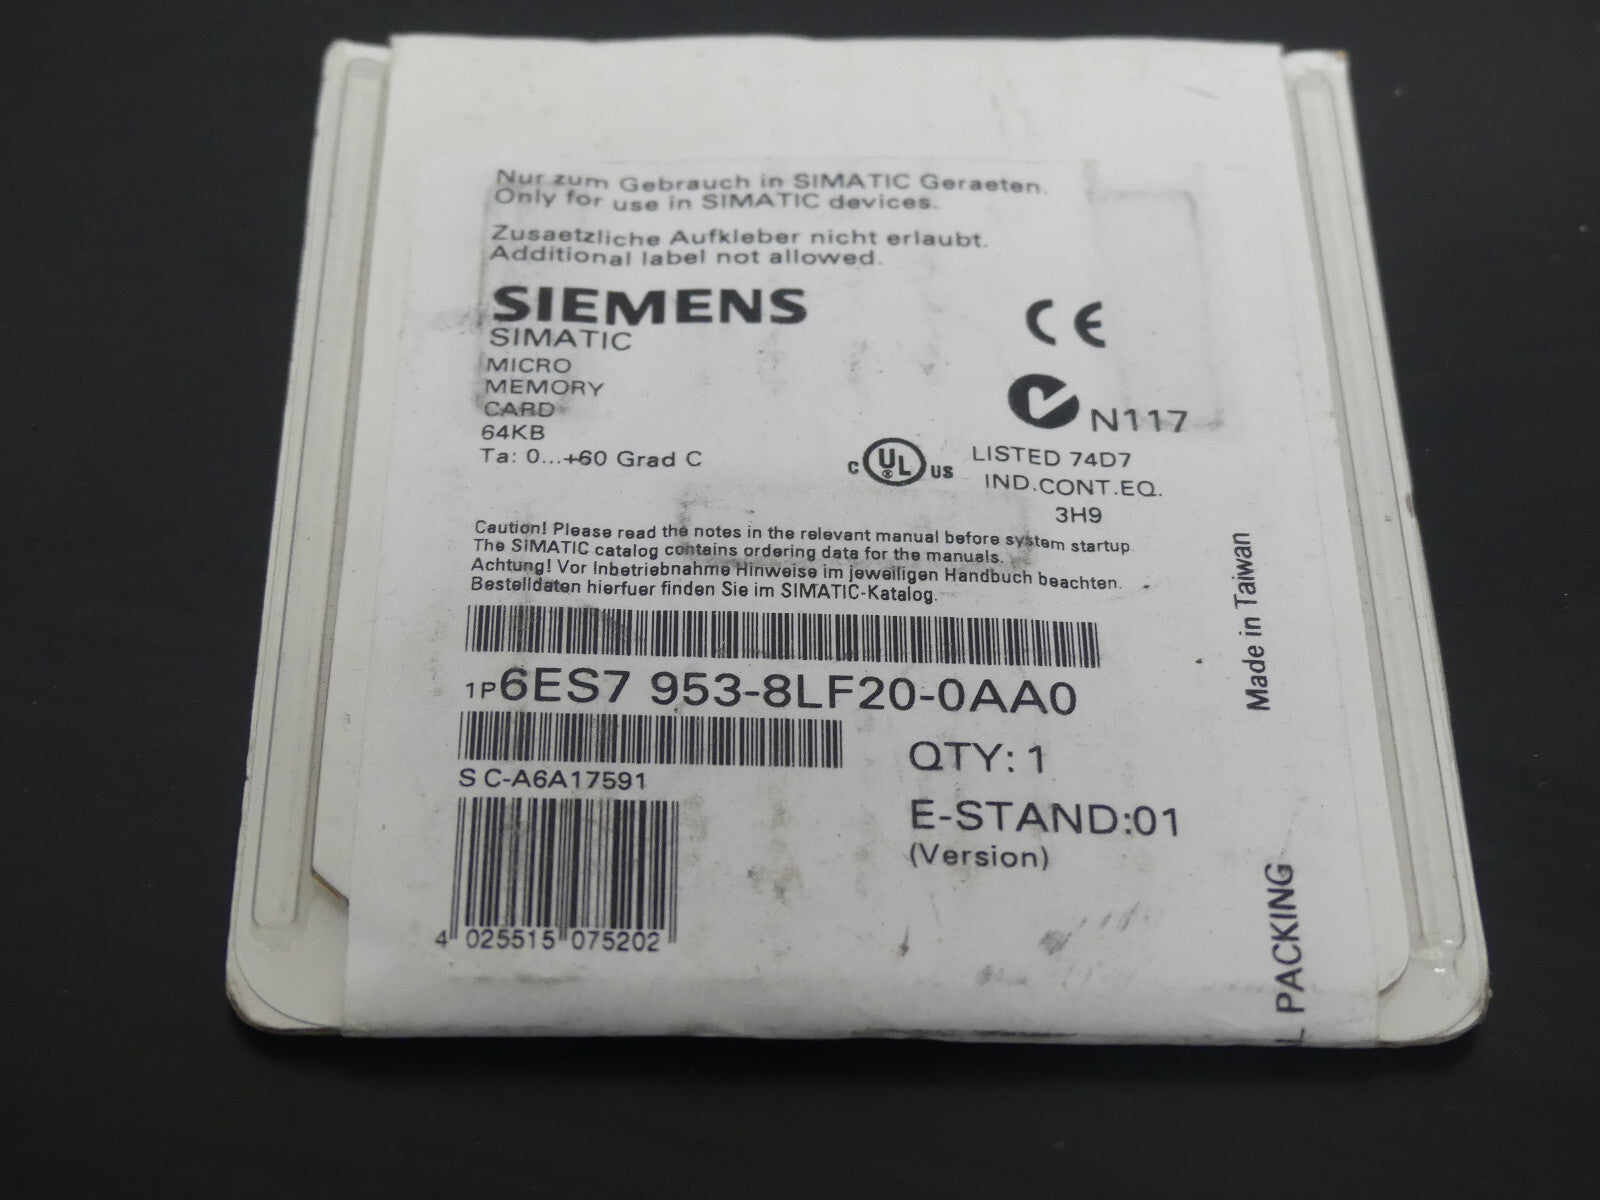 Nur zum Gebrauch in SIMATIC Geraeten.
Only for use in SIMATIC devices.
Zusaetzliche Aufkleber nicht erlaubt.
Additional label not allowed.
SIEMENS
SIMATIC
MICRO
MEMORY
CARD
64KB
Ta: 0...+60 Grad C
CE
N117
C UL ® US
LISTED 74D7
IND.CONT.EQ.
3H9
Caution! Please read the notes in the relevant manual before system startup.
The SIMATIC catalog contains ordering data for the manuals.
Achtung! Vor Inbetriebnahme Hinweise im jeweiligen Handbuch beachten.
Bestelldaten hierfuer finden Sie im SIMATIC-Katalog.
1P6ES7 953-8LF20-0AA0
S C-A6A17591
QTY: 1
E-STAND:01
(Version)
4 025515 075202
Made in Taiwan
PACKING